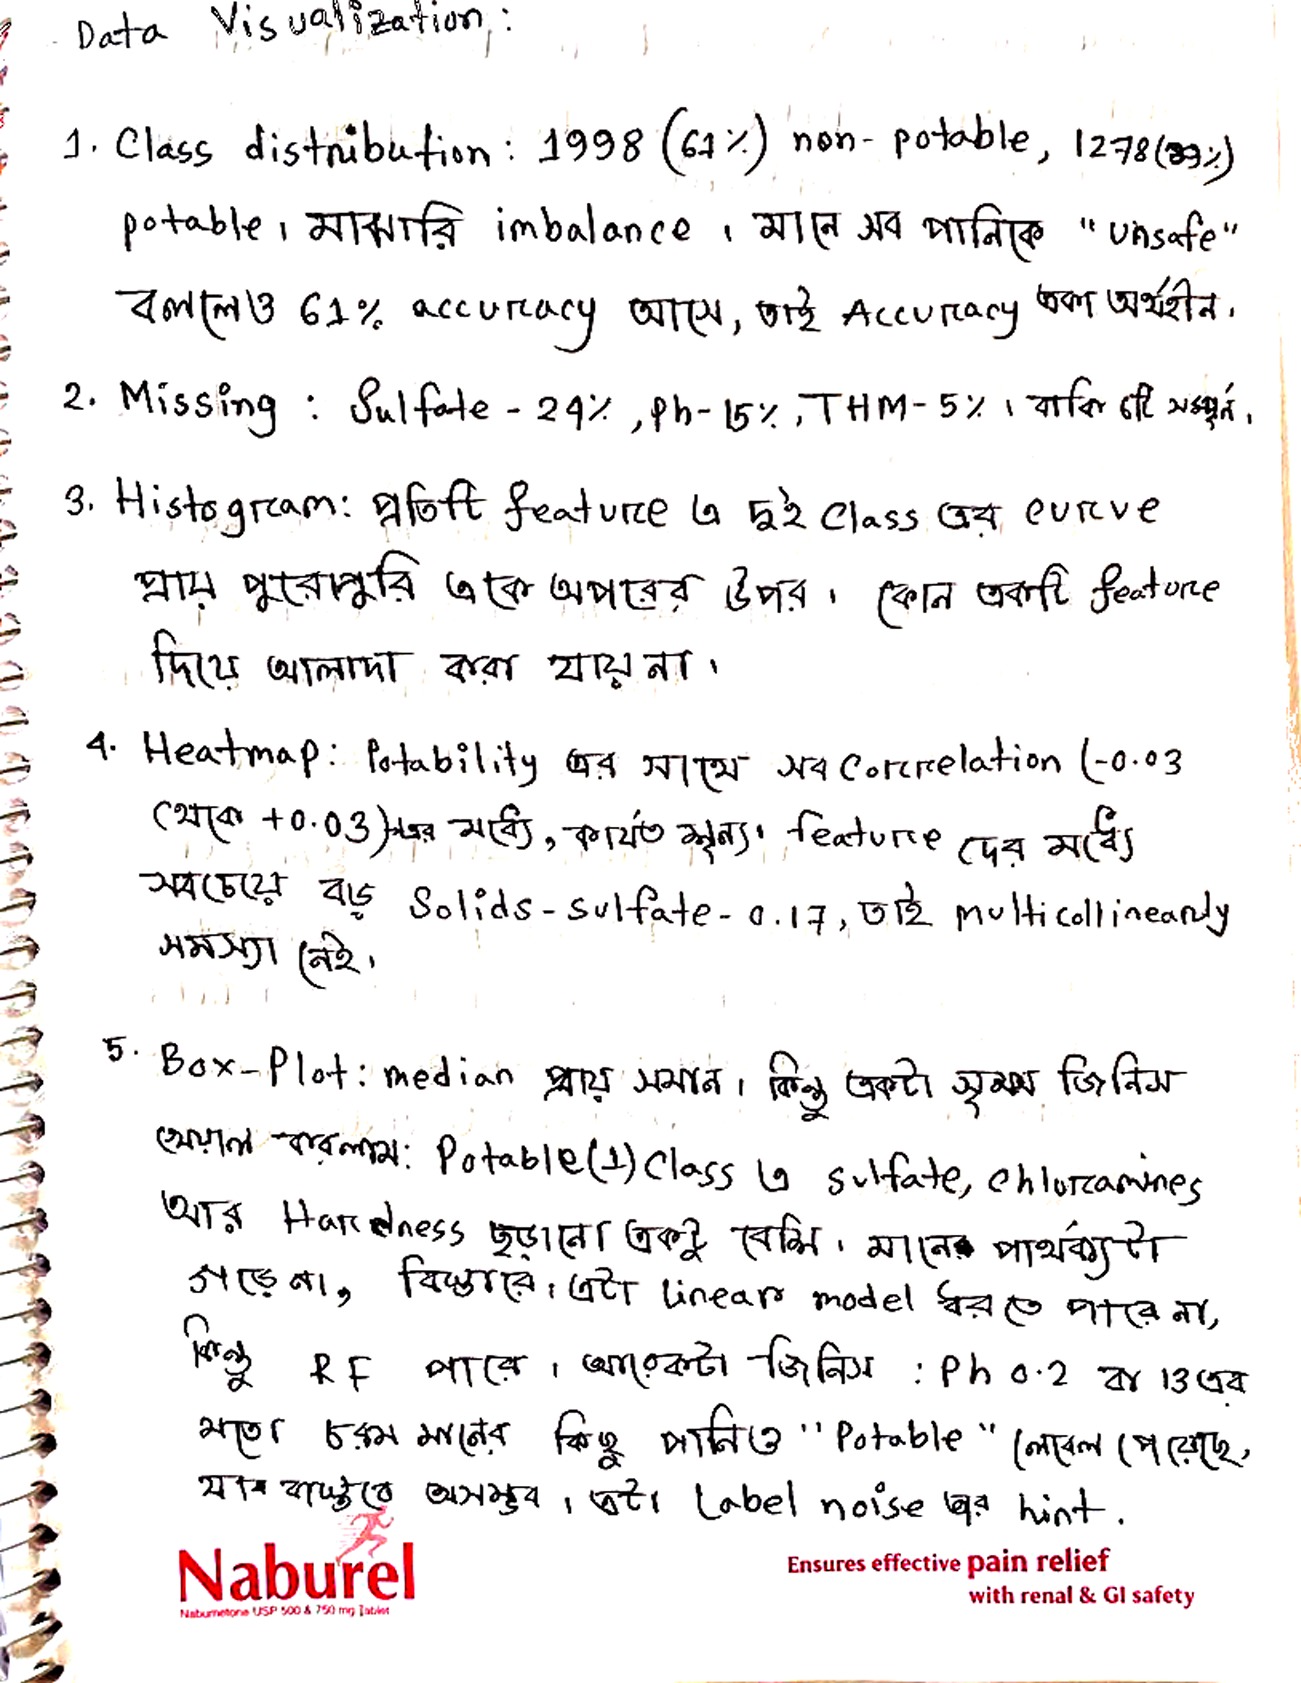 Data Visualization:
1. Class distribution: 1998 (61%) non-potable, 1278 (39%)
potable। মাঝারি imbalance। মানে সব পানিকে "unsafe"
বললেও 61% accuracy আসে, তাই Accuracy একা অর্থহীন।
2. Missing: Sulfate - 24%, Ph - 15%, THM - 5%। বাকি ৬টি সম্পূর্ন।
3. Histogram: প্রতিটি feature এ দুই Class এর curve
প্রায় পুরোপুরি একে অপরের উপর। কোন একটি feature
দিয়ে আলাদা করা যায় না।
4. Heatmap: Potability এর সাথে সব Correlation (-0.03
থেকে +0.03) এর মধ্যে, কার্যত শূন্য। feature দের মধ্যে
সবচেয়ে বড় Solids-sulfate - 0.17, তাই multicollinearly
সমস্যা নেই।
5. Box-Plot: median প্রায় সমান। কিন্তু একটা সূক্ষ্ম জিনিস
খেয়াল করলাম: Potable(1) Class এ sulfate, chloramines
আর Hardness ছড়ানো একটু বেশি। মানে পার্থক্যটা
গড়ে না, বিস্তারে। এটা linear model ধরতে পারে না,
কিন্তু RF পারে। আরেকটা জিনিস: Ph 0.2 বা 13 এর
মতো চরম মানের কিছু পানিও "Potable" লেবেল পেয়েছে,
যা বাস্তবে অসম্ভব। এটা Label noise এর hint.
Naburel
Nabumetone USP 500 & 750 mg Tablet
Ensures effective pain relief
with renal & GI safety